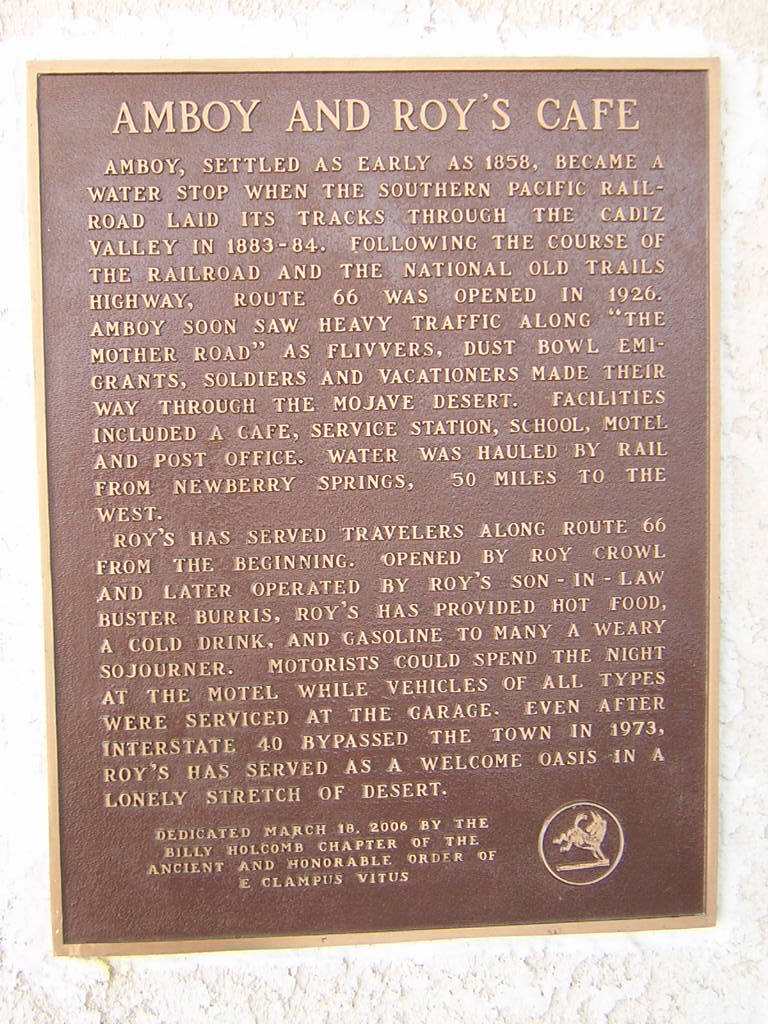 AMBOY AND ROY'S CAFE
AMBOY, SETTLED AS EARLY AS 1858, BECAME A
WATER STOP WHEN THE SOUTHERN PACIFIC RAIL-
ROAD LAID ITS TRACKS THROUGH THE CADIZ
VALLEY IN 1883-84. FOLLOWING THE COURSE OF
THE RAILROAD AND THE NATIONAL OLD TRAILS
HIGHWAY, ROUTE 66 WAS OPENED IN 1926.
AMBOY SOON SAW HEAVY TRAFFIC ALONG "THE
MOTHER ROAD" AS FLIVVERS, DUST BOWL EMI-
GRANTS, SOLDIERS AND VACATIONERS MADE THEIR
WAY THROUGH THE MOJAVE DESERT. FACILITIES
INCLUDED A CAFE, SERVICE STATION, SCHOOL, MOTEL
AND POST OFFICE. WATER WAS HAULED BY RAIL
FROM NEWBERRY SPRINGS, 50 MILES TO THE
WEST.
ROY'S HAS SERVED TRAVELERS ALONG ROUTE 66
FROM THE BEGINNING. OPENED BY ROY CROWL
AND LATER OPERATED BY ROY'S SON-IN-LAW
BUSTER BURRIS, ROY'S HAS PROVIDED HOT FOOD,
A COLD DRINK, AND GASOLINE TO MANY A WEARY
SOJOURNER. MOTORISTS COULD SPEND THE NIGHT
AT THE MOTEL WHILE VEHICLES OF ALL TYPES
WERE SERVICED AT THE GARAGE. EVEN AFTER
INTERSTATE 40 BYPASSED THE TOWN IN 1973,
ROY'S HAS SERVED AS A WELCOME OASIS IN A
LONELY STRETCH OF DESERT.
DEDICATED MARCH 18, 2006 BY THE
BILLY HOLCOMB CHAPTER OF THE
ANCIENT AND HONORABLE ORDER OF
E CLAMPUS VITUS